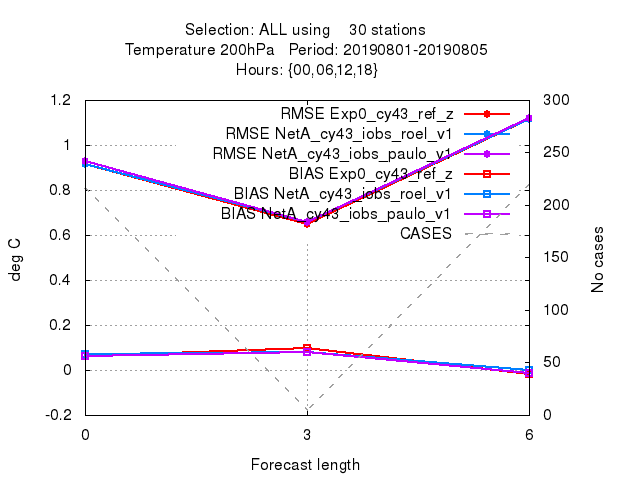 Selection: ALL using 30 stations
Temperature 200hPa Period: 20190801-20190805
Hours: {00,06,12,18}
1.2
1
0.8
0.6
0.4
0.2
0
-0.2
deg C
RMSE Exp0_cy43_ref_z
RMSE NetA_cy43_iobs_roel_v1
RMSE NetA_cy43_iobs_paulo_v1
BIAS Exp0_cy43_ref_z
BIAS NetA_cy43_iobs_roel_v1
BIAS NetA_cy43_iobs_paulo_v1
CASES
300
250
200
150
100
50
0
No cases
0 3 6
Forecast length